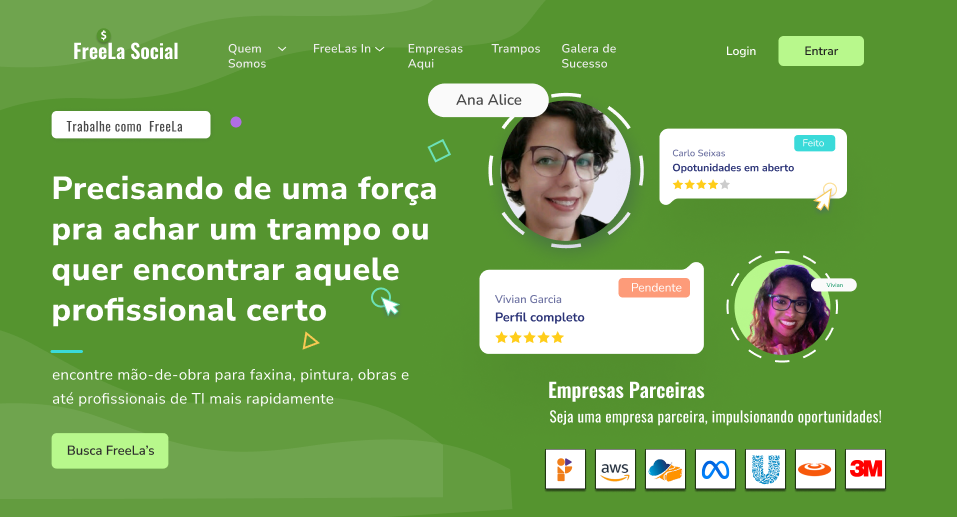 $
FreeLa Social
Quem Somos
FreeLas In
Empresas Aqui
Trampos
Galera de Sucesso
Login
Entrar
Ana Alice
Trabalhe como FreeLa
Precisando de uma força
pra achar um trampo ou
quer encontrar aquele
profissional certo
encontre mão-de-obra para faxina, pintura, obras e
até profissionais de TI mais rapidamente
Busca FreeLa's
Feito
Carlo Seixas
Opotunidades em aberto
Pendente
Vivian Garcia
Perfil completo
Vivian
Empresas Parceiras
Seja uma empresa parceira, impulsionando oportunidades!
aws
3M